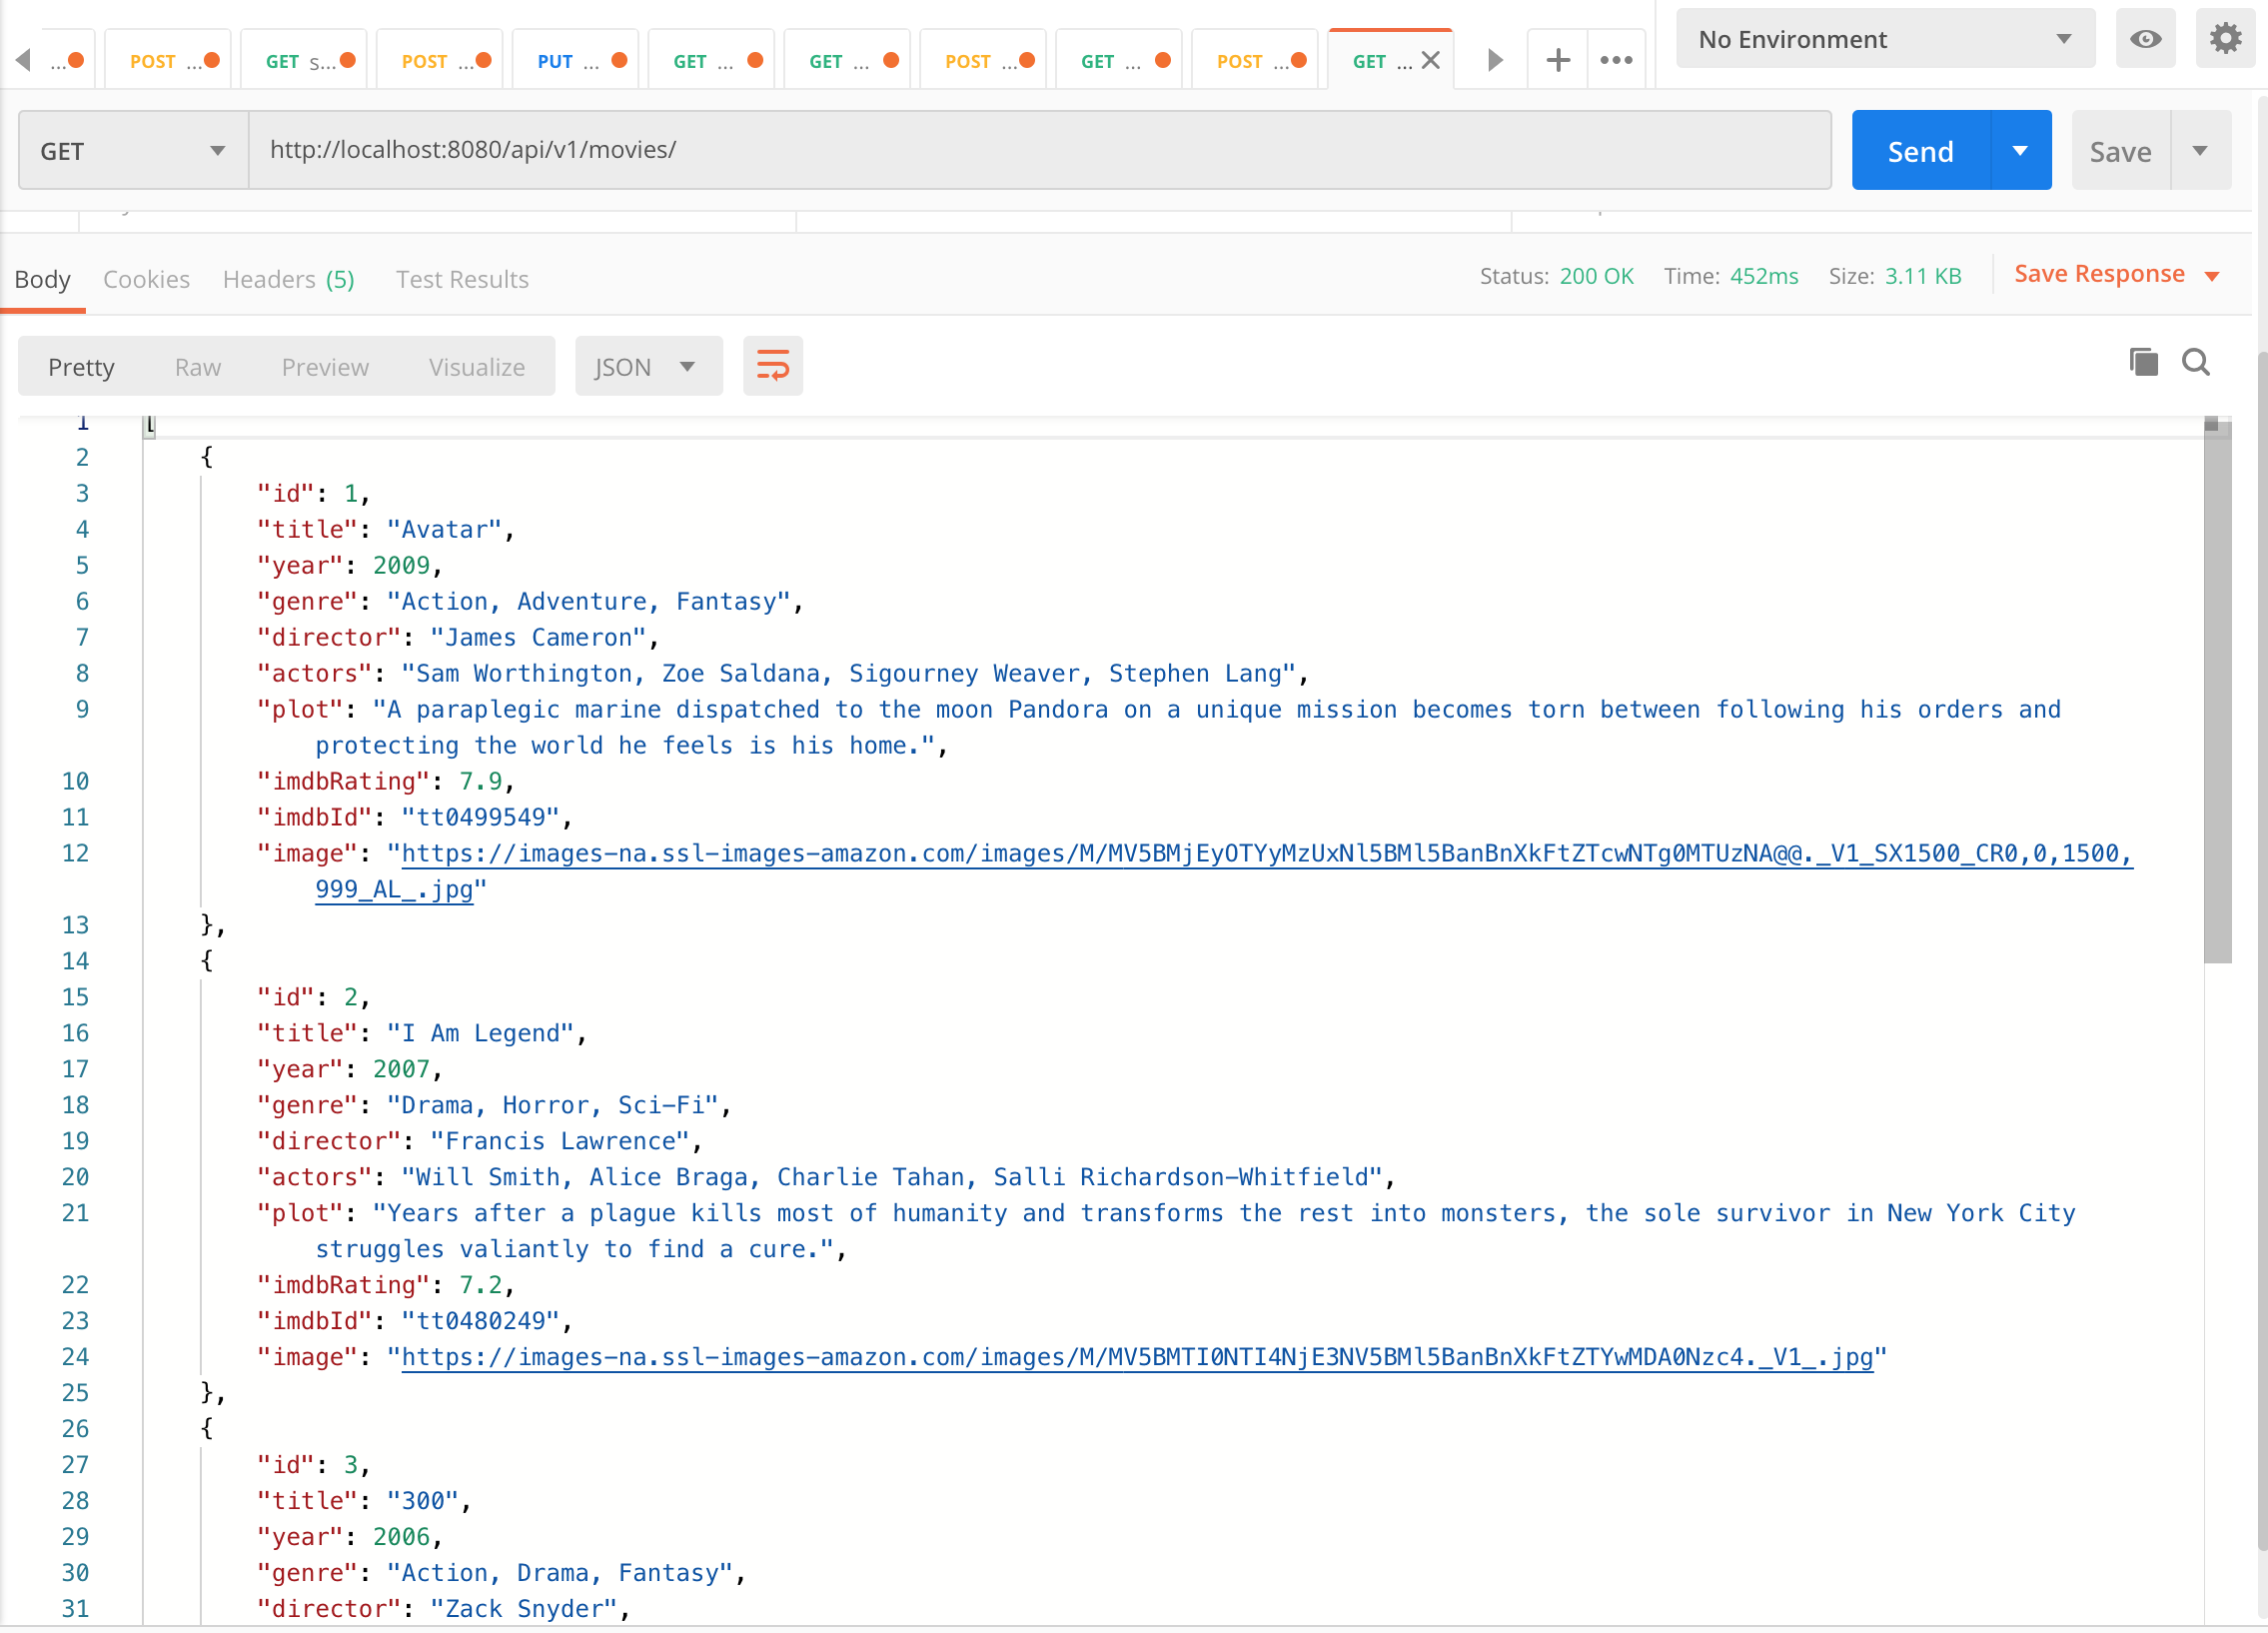 ... POST ... GET s... POST ... PUT ... GET ... GET ... POST ... GET ... POST ... GET ... No Environment
GET http://localhost:8080/api/v1/movies/ Send Save
Body Cookies Headers (5) Test Results Status: 200 OK Time: 452ms Size: 3.11 KB Save Response
Pretty Raw Preview Visualize JSON
1 [
2 {
3 "id": 1,
4 "title": "Avatar",
5 "year": 2009,
6 "genre": "Action, Adventure, Fantasy",
7 "director": "James Cameron",
8 "actors": "Sam Worthington, Zoe Saldana, Sigourney Weaver, Stephen Lang",
9 "plot": "A paraplegic marine dispatched to the moon Pandora on a unique mission becomes torn between following his orders and
protecting the world he feels is his home.",
10 "imdbRating": 7.9,
11 "imdbId": "tt0499549",
12 "image": "https://images-na.ssl-images-amazon.com/images/M/MV5BMjEyOTYyMzUxNl5BMl5BanBnXkFtZTcwNTg0MTUzNA@@._V1_SX1500_CR0,0,1500,
999_AL_.jpg"
13 },
14 {
15 "id": 2,
16 "title": "I Am Legend",
17 "year": 2007,
18 "genre": "Drama, Horror, Sci-Fi",
19 "director": "Francis Lawrence",
20 "actors": "Will Smith, Alice Braga, Charlie Tahan, Salli Richardson-Whitfield",
21 "plot": "Years after a plague kills most of humanity and transforms the rest into monsters, the sole survivor in New York City
struggles valiantly to find a cure.",
22 "imdbRating": 7.2,
23 "imdbId": "tt0480249",
24 "image": "https://images-na.ssl-images-amazon.com/images/M/MV5BMTI0NTI4NjE3NV5BMl5BanBnXkFtZTYwMDA0Nzc4._V1_.jpg"
25 },
26 {
27 "id": 3,
28 "title": "300",
29 "year": 2006,
30 "genre": "Action, Drama, Fantasy",
31 "director": "Zack Snyder",